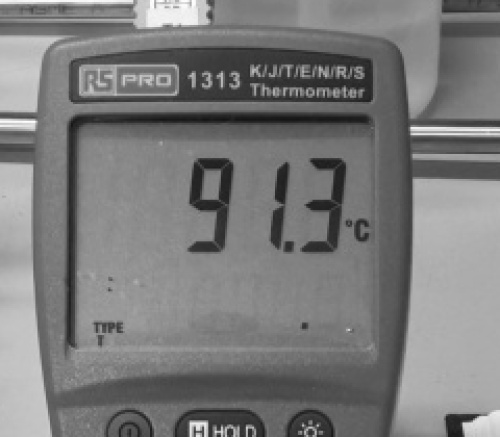 RS PRO 1313 K/J/T/E/N/R/S
Thermometer
91.3 °C
TYPE
T
H HOLD